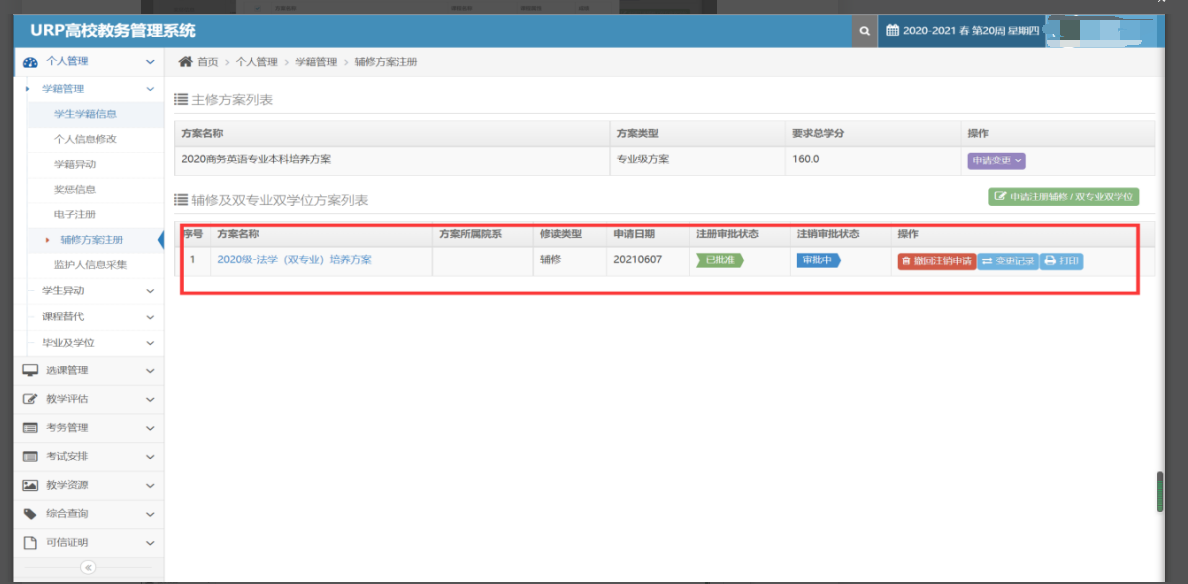 URP高校教务管理系统
2020-2021 春 第20周 星期四
个人管理
首页 > 个人管理 > 学籍管理 > 辅修方案注册
学籍管理
学生学籍信息
个人信息修改
学籍异动
奖惩信息
电子注册
辅修方案注册
监护人信息采集
学生异动
课程替代
毕业及学位
选课管理
教学评估
考务管理
考试安排
教学资源
综合查询
可信证明
主修方案列表
方案名称 方案类型 要求总学分 操作
2020商务英语专业本科培养方案 专业级方案 160.0 申请变更
辅修及双专业双学位方案列表
申请注册辅修/双专业双学位
序号 方案名称 方案所属院系 修读类型 申请日期 注册审批状态 注销审批状态 操作
1 2020级-法学（双专业）培养方案 辅修 20210607 已批准 审批中 撤回注销申请 变更记录 打印